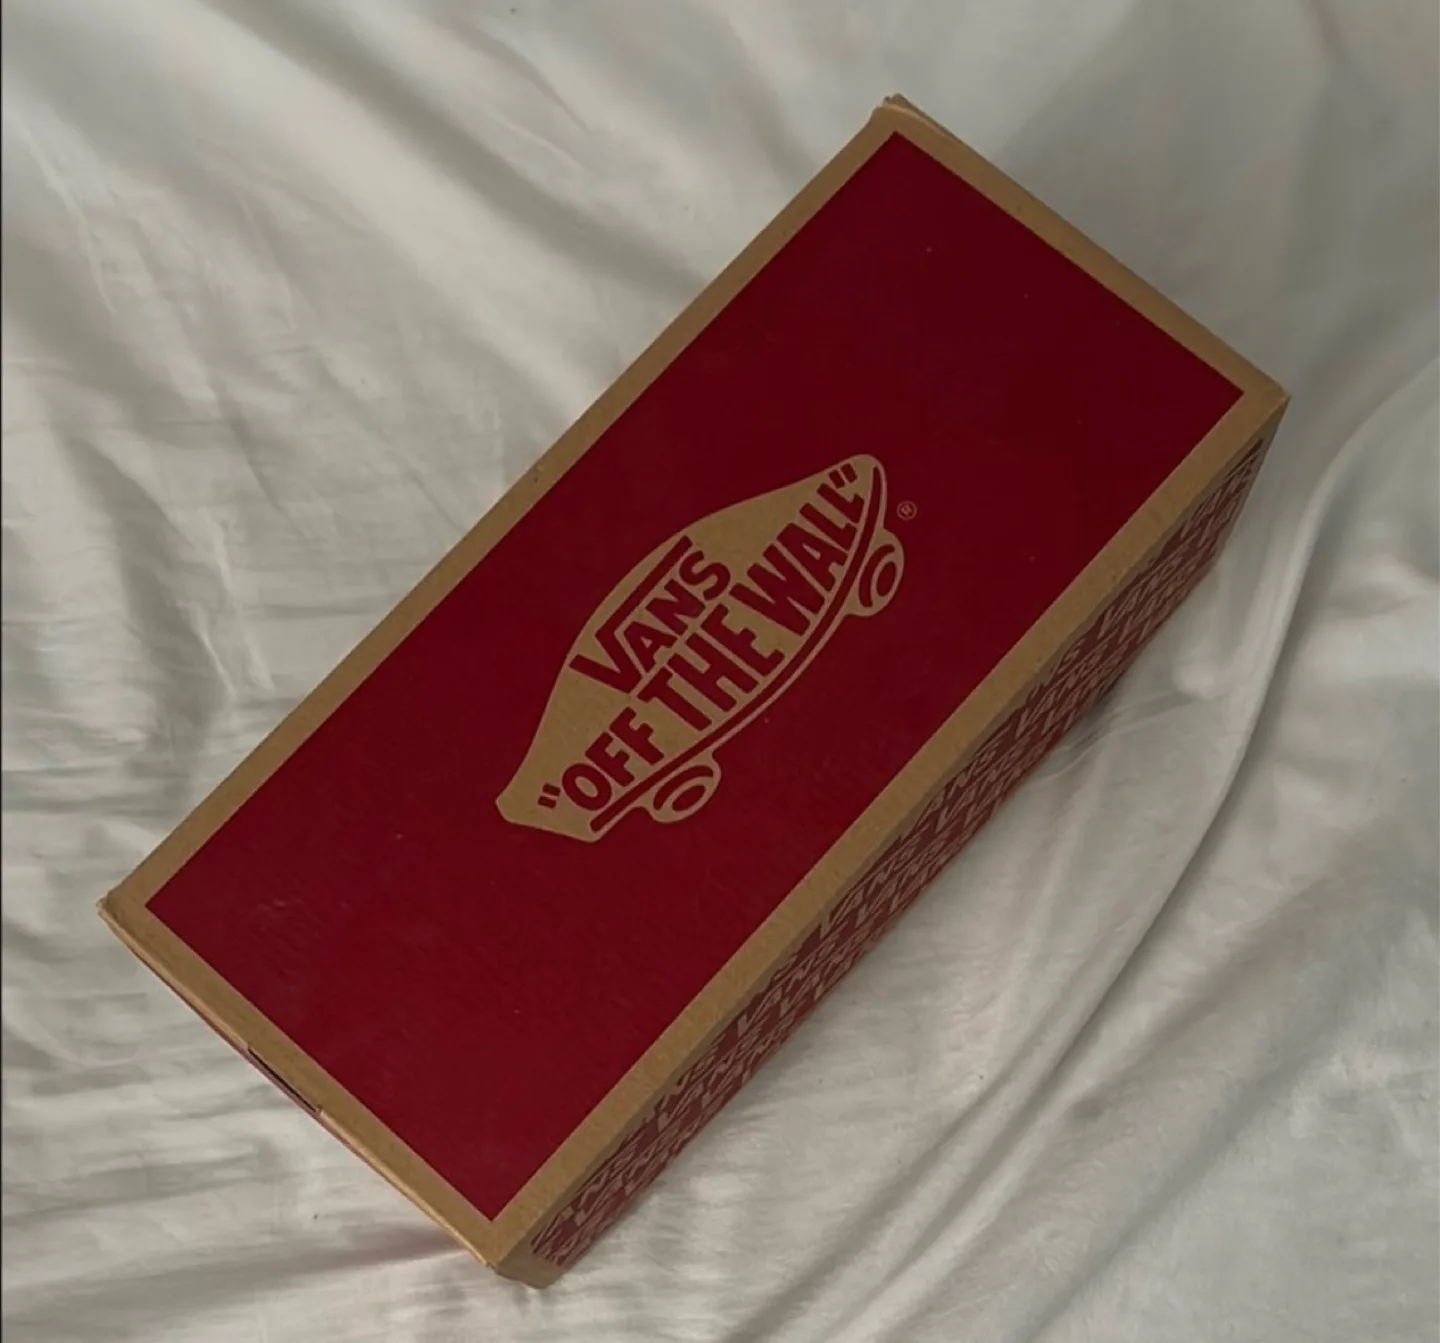 VANS
"OFF THE WALL"
®